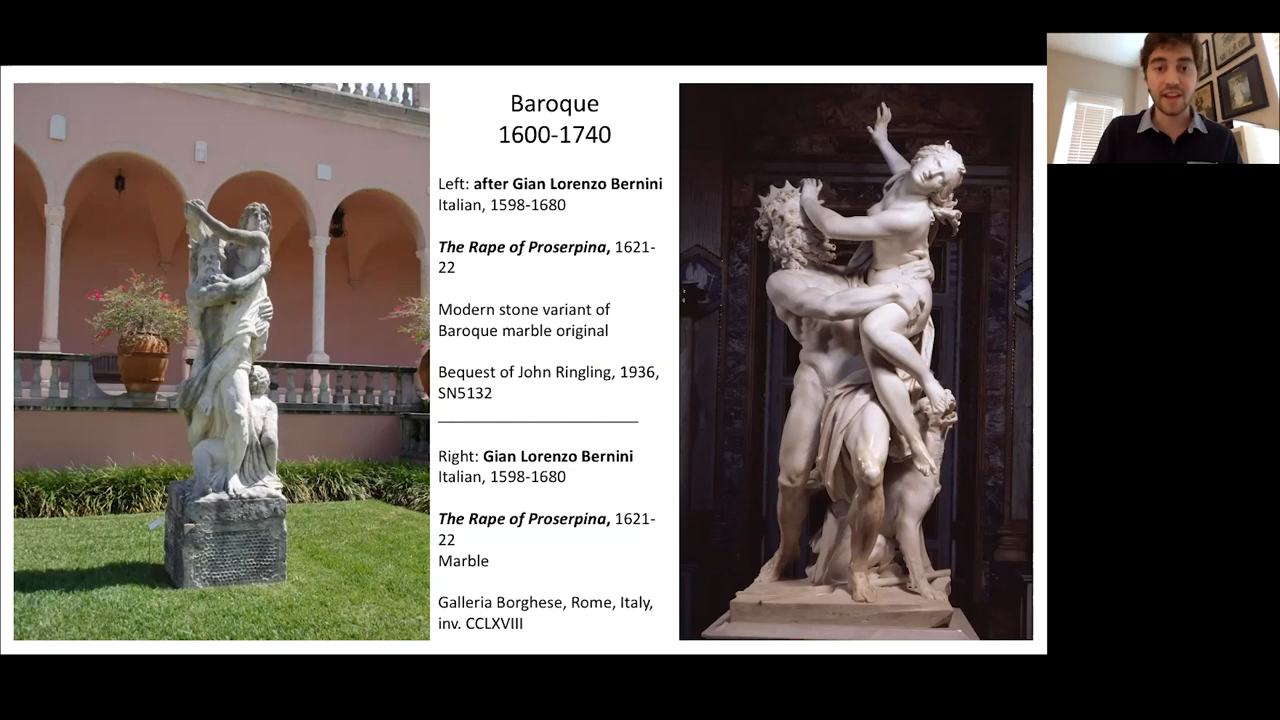 Baroque
1600-1740
Left: after Gian Lorenzo Bernini
Italian, 1598-1680
The Rape of Proserpina, 1621-
22
Modern stone variant of
Baroque marble original
Bequest of John Ringling, 1936,
SN5132
Right: Gian Lorenzo Bernini
Italian, 1598-1680
The Rape of Proserpina, 1621-
22
Marble
Galleria Borghese, Rome, Italy,
inv. CCLXVIII